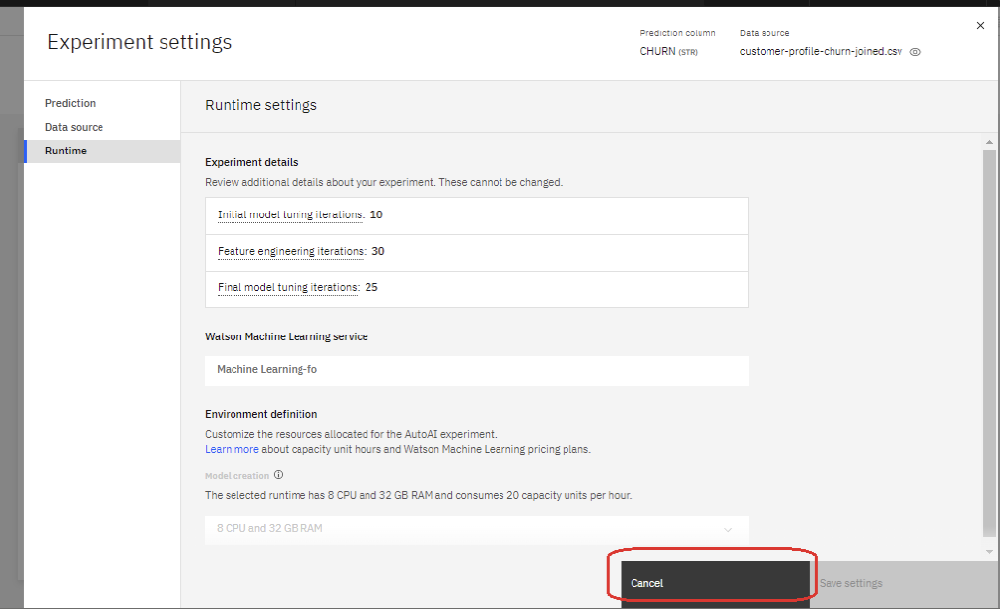 Experiment settings
Prediction column
CHURN (STR)
Data source
customer-profile-churn-joined.csv
Prediction
Data source
Runtime
Runtime settings
Experiment details
Review additional details about your experiment. These cannot be changed.
Initial model tuning iterations: 10
Feature engineering iterations: 30
Final model tuning iterations: 25
Watson Machine Learning service
Machine Learning-fo
Environment definition
Customize the resources allocated for the AutoAI experiment.
Learn more about capacity unit hours and Watson Machine Learning pricing plans.
Model creation
The selected runtime has 8 CPU and 32 GB RAM and consumes 20 capacity units per hour.
8 CPU and 32 GB RAM
Cancel
Save settings